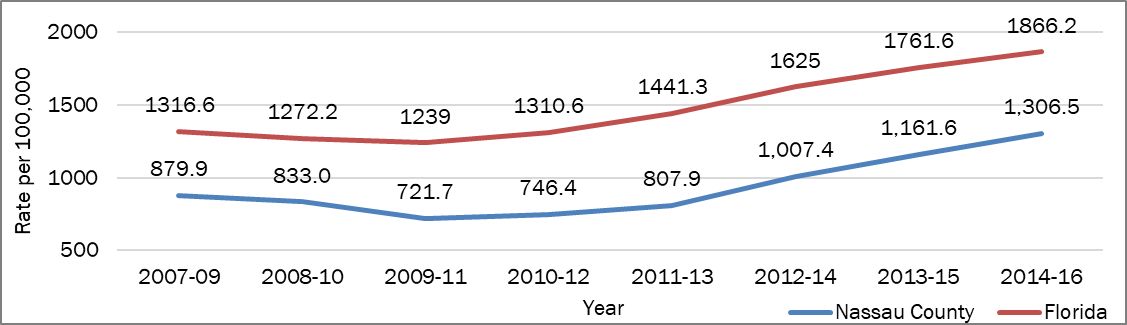 2000
1500
1000
500
Rate per 100,000
1316.6 1272.2 1239 1310.6 1441.3 1625 1761.6 1866.2
879.9 833.0 721.7 746.4 807.9 1,007.4 1,161.6 1,306.5
2007-09 2008-10 2009-11 2010-12 2011-13 2012-14 2013-15 2014-16
Year
Nassau County Florida